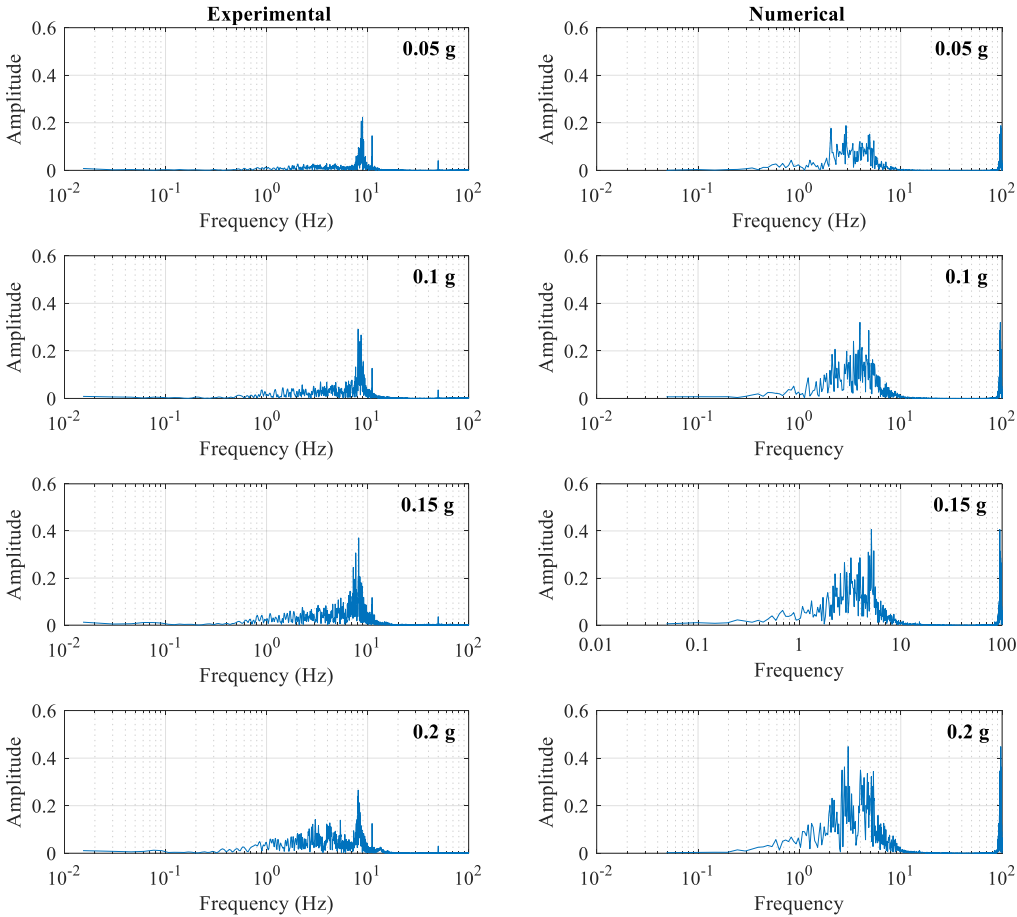 Experimental
0.6
0.4
0.2
0
Amplitude
0.05 g
10^-2
10^-1
10^0
10^1
10^2
Frequency (Hz)
Numerical
0.6
0.4
0.2
0
Amplitude
0.05 g
10^-2
10^-1
10^0
10^1
10^2
Frequency (Hz)
0.6
0.4
0.2
0
Amplitude
0.1 g
10^-2
10^-1
10^0
10^1
10^2
Frequency (Hz)
0.6
0.4
0.2
0
Amplitude
0.1 g
10^-2
10^-1
10^0
10^1
10^2
Frequency
0.6
0.4
0.2
0
Amplitude
0.15 g
10^-2
10^-1
10^0
10^1
10^2
Frequency (Hz)
0.6
0.4
0.2
0
Amplitude
0.15 g
0.01
0.1
1
10
100
Frequency
0.6
0.4
0.2
0
Amplitude
0.2 g
10^-2
10^-1
10^0
10^1
10^2
Frequency (Hz)
0.6
0.4
0.2
0
Amplitude
0.2 g
10^-2
10^-1
10^0
10^1
10^2
Frequency